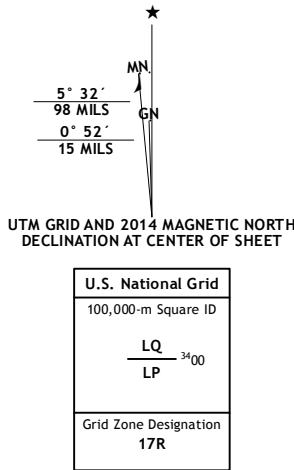 ★
MN.
5° 32´
98 MILS
GN
0° 52´
15 MILS
UTM GRID AND 2014 MAGNETIC NORTH
DECLINATION AT CENTER OF SHEET
U.S. National Grid
100,000-m Square ID
LQ
3400
LP
Grid Zone Designation
17R